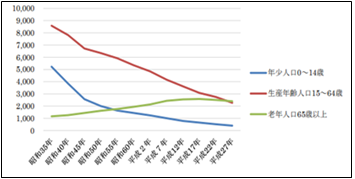 10,000
9,000
8,000
7,000
6,000
5,000
4,000
3,000
2,000
1,000
0
年少人口0~14歳
生産年齢人口15~64歳
老年人口65歳以上
昭和35年
昭和40年
昭和45年
昭和50年
昭和55年
昭和60年
平成2年
平成7年
平成12年
平成17年
平成22年
平成27年